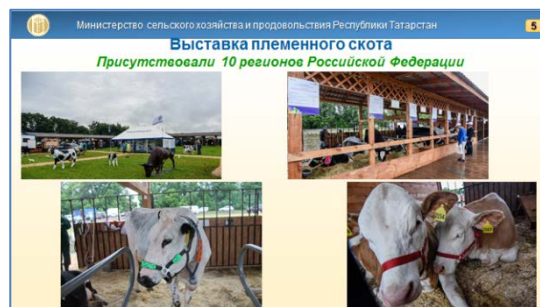 Министерство сельского хозяйства и продовольствия Республики Татарстан
5
Выставка племенного скота
Присутствовали 10 регионов Российской Федерации